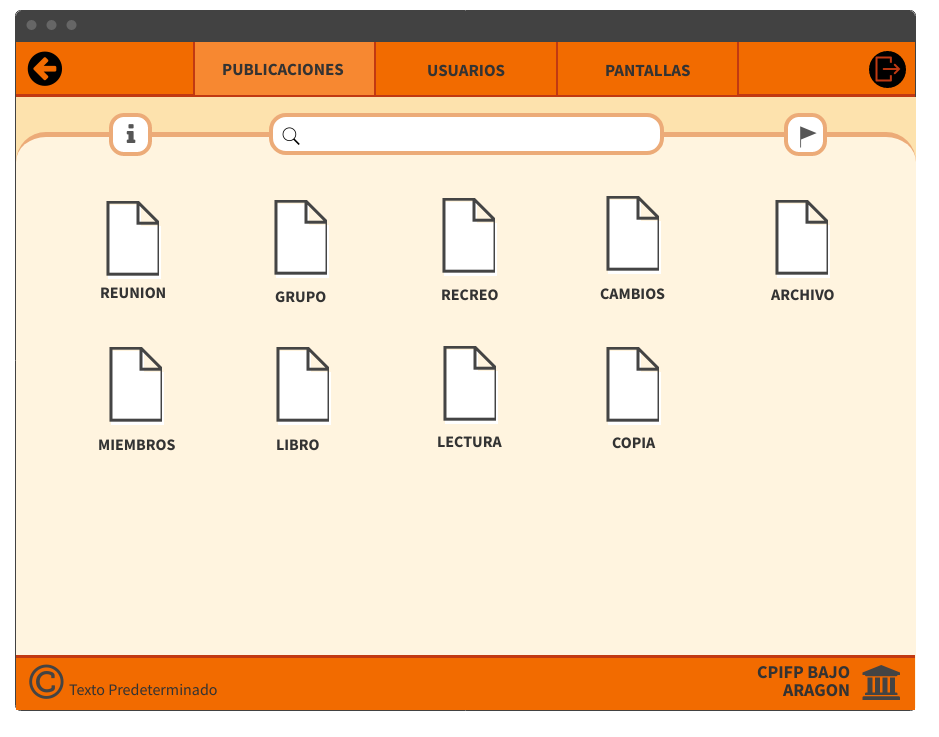 PUBLICACIONES
USUARIOS
PANTALLAS
REUNION
GRUPO
RECREO
CAMBIOS
ARCHIVO
MIEMBROS
LIBRO
LECTURA
COPIA
© Texto Predeterminado
CPIFP BAJO
ARAGON